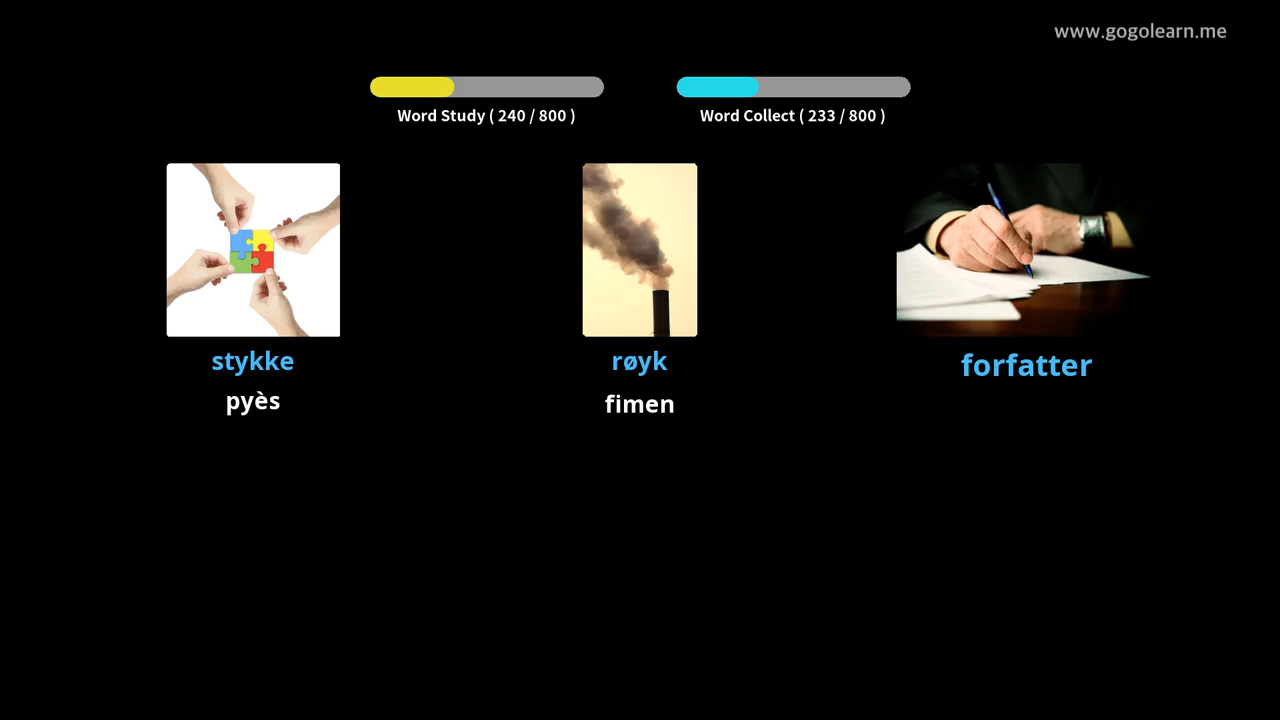 www.gogolearn.me
Word Study ( 240 / 800 )
Word Collect ( 233 / 800 )
stykke
røyk
forfatter
pyès
fimen